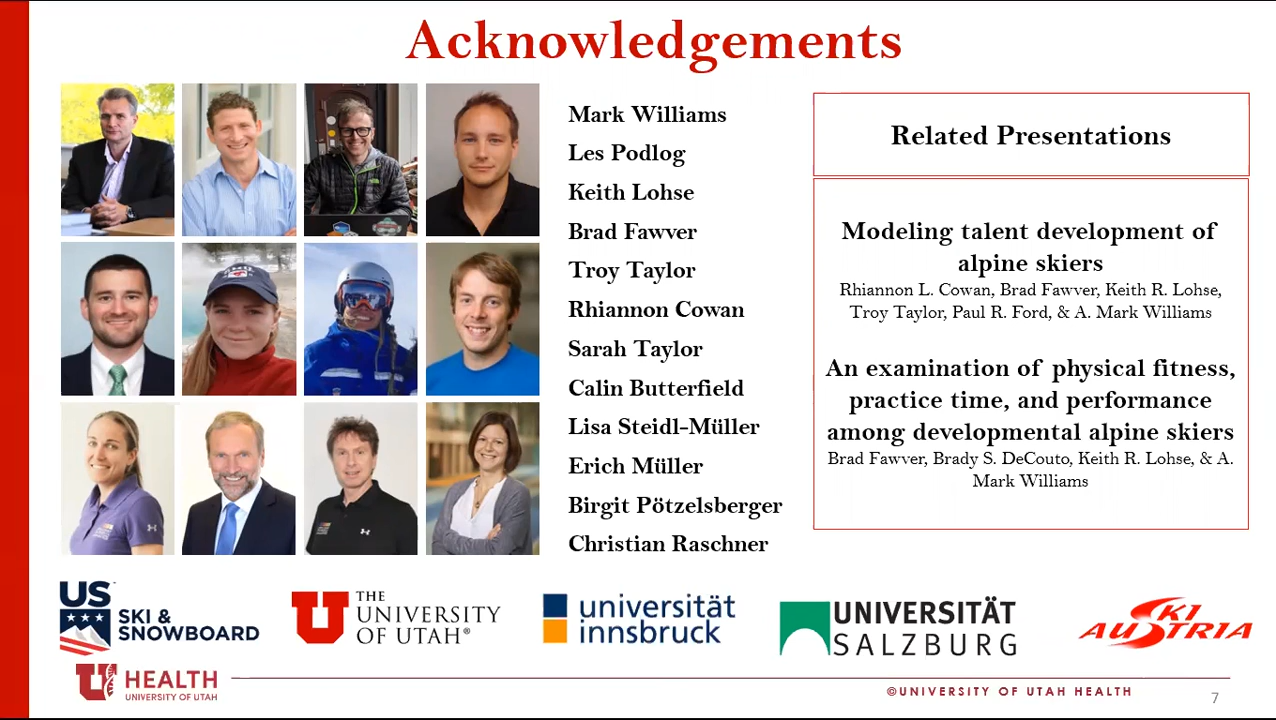 Acknowledgements
Mark Williams
Les Podlog
Keith Lohse
Brad Fawver
Troy Taylor
Rhiannon Cowan
Sarah Taylor
Calin Butterfield
Lisa Steidl-Müller
Erich Müller
Birgit Pötzelsberger
Christian Raschner
Related Presentations
Modeling talent development of
alpine skiers
Rhiannon L. Cowan, Brad Fawver, Keith R. Lohse,
Troy Taylor, Paul R. Ford, & A. Mark Williams
An examination of physical fitness,
practice time, and performance
among developmental alpine skiers
Brad Fawver, Brady S. DeCouto, Keith R. Lohse, & A.
Mark Williams
US
SKI &
SNOWBOARD
THE
UNIVERSITY
OF UTAH®
universität
innsbruck
UNIVERSITÄT
SALZBURG
SKI
AUSTRIA
U HEALTH
UNIVERSITY OF UTAH
©UNIVERSITY OF UTAH HEALTH
7